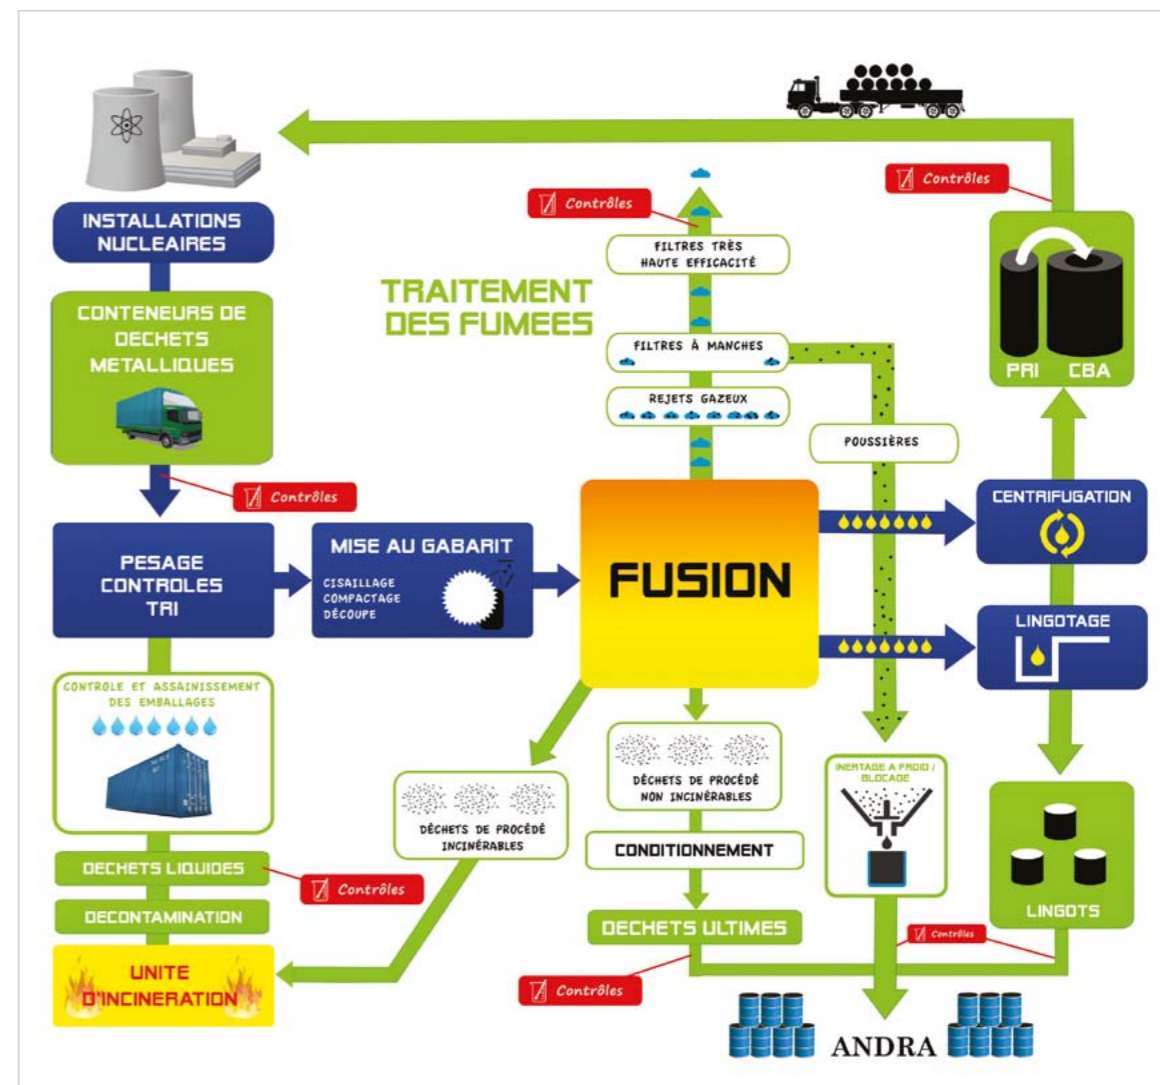 INSTALLATIONS
NUCLEAIRES
CONTENEURS DE
DECHETS
METALLIQUES
Contrôles
PESAGE
CONTROLES
TRI
MISE AU GABARIT
CISAILLAGE
COMPACTAGE
DÉCOUPE
CONTROLE ET ASSAINISSEMENT
DES EMBALLAGES
DECHETS LIQUIDES
Contrôles
DECONTAMINATION
UNITE
D'INCINERATION
TRAITEMENT
DES FUMEES
Contrôles
FILTRES TRÈS
HAUTE EFFICACITÉ
FILTRES À MANCHES
REJETS GAZEUX
POUSSIÈRES
FUSION
DÉCHETS DE PROCÉDÉ
INCINÉRABLES
DÉCHETS DE PROCÉDÉ
NON INCINÉRABLES
CONDITIONNEMENT
DECHETS ULTIMES
Contrôles
INERTAGE A FROID /
BLOCAGE
Contrôles
PRI CBA
CENTRIFUGATION
LINGOTAGE
LINGOTS
Contrôles
ANDRA